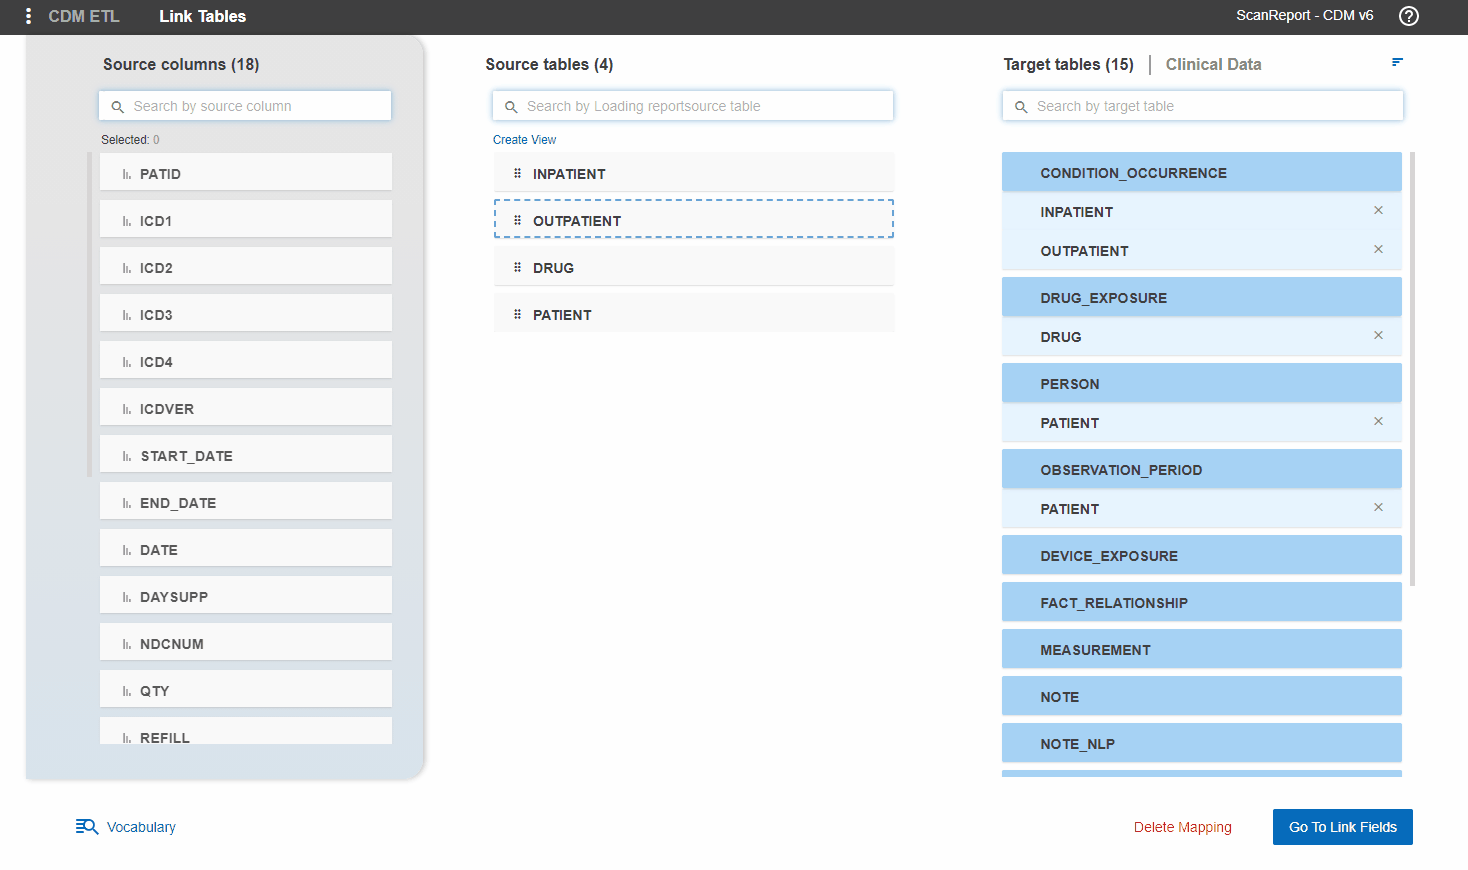 CDM ETL Link Tables ScanReport - CDM v6
Source columns (18)
Search by source column
Selected: 0
PATID
ICD1
ICD2
ICD3
ICD4
ICDVER
START_DATE
END_DATE
DATE
DAYSUPP
NDCNUM
QTY
REFILL
Source tables (4)
Search by Loading reportsource table
Create View
INPATIENT
OUTPATIENT
DRUG
PATIENT
Target tables (15) | Clinical Data
Search by target table
CONDITION_OCCURRENCE
INPATIENT
OUTPATIENT
DRUG_EXPOSURE
DRUG
PERSON
PATIENT
OBSERVATION_PERIOD
PATIENT
DEVICE_EXPOSURE
FACT_RELATIONSHIP
MEASUREMENT
NOTE
NOTE_NLP
Vocabulary
Delete Mapping
Go To Link Fields